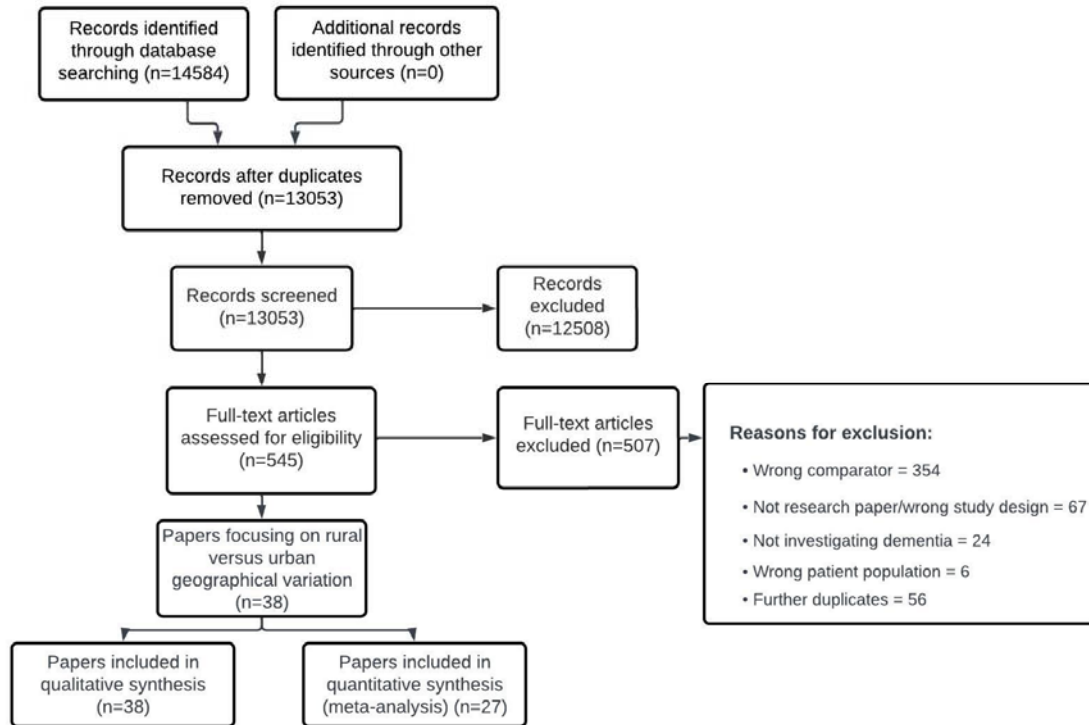 Records identified
through database
searching (n=14584)
Additional records
identified through other
sources (n=0)
Records after duplicates
removed (n=13053)
Records screened
(n=13053)
Records
excluded
(n=12508)
Full-text articles
assessed for eligibility
(n=545)
Full-text articles
excluded (n=507)
Reasons for exclusion:
• Wrong comparator = 354
• Not research paper/wrong study design = 67
• Not investigating dementia = 24
• Wrong patient population = 6
• Further duplicates = 56
Papers focusing on rural
versus urban
geographical variation
(n=38)
Papers included in
qualitative synthesis
(n=38)
Papers included in
quantitative synthesis
(meta-analysis) (n=27)